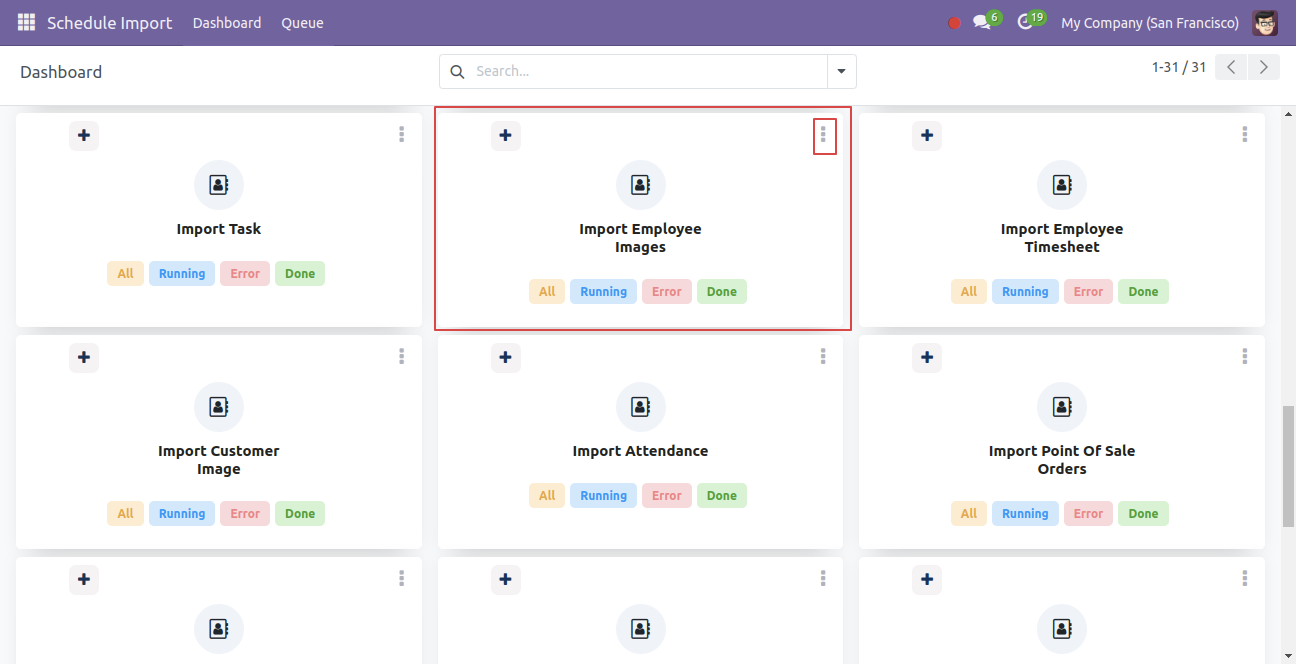 Schedule Import Dashboard Queue 6 19 My Company (San Francisco)
Dashboard Search... 1-31 / 31
Import Task
All Running Error Done
Import Employee
Images
All Running Error Done
Import Employee
Timesheet
All Running Error Done
Import Customer
Image
All Running Error Done
Import Attendance
All Running Error Done
Import Point Of Sale
Orders
All Running Error Done